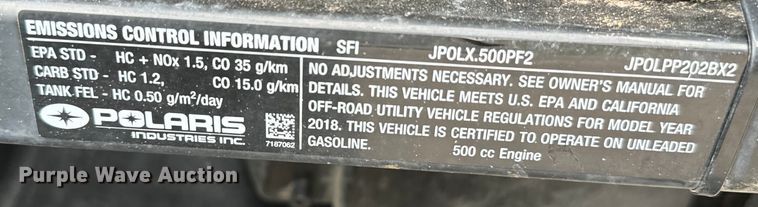 EMISSIONS CONTROL INFORMATION SFI JPOLX.500PF2 JPOLPP202BX2
EPA STD - HC + NOx 1.5, CO 35 g/km
CARB STD - HC 1.2, CO 15.0 g/km
TANK FEL - HC 0.50 g/m²/day
POLARIS
INDUSTRIES INC.
7187062
NO ADJUSTMENTS NECESSARY. SEE OWNER'S MANUAL FOR
DETAILS. THIS VEHICLE MEETS U.S. EPA AND CALIFORNIA
OFF-ROAD UTILITY VEHICLE REGULATIONS FOR MODEL YEAR
2018. THIS VEHICLE IS CERTIFIED TO OPERATE ON UNLEADED
GASOLINE. 500 cc Engine
Purple Wave Auction